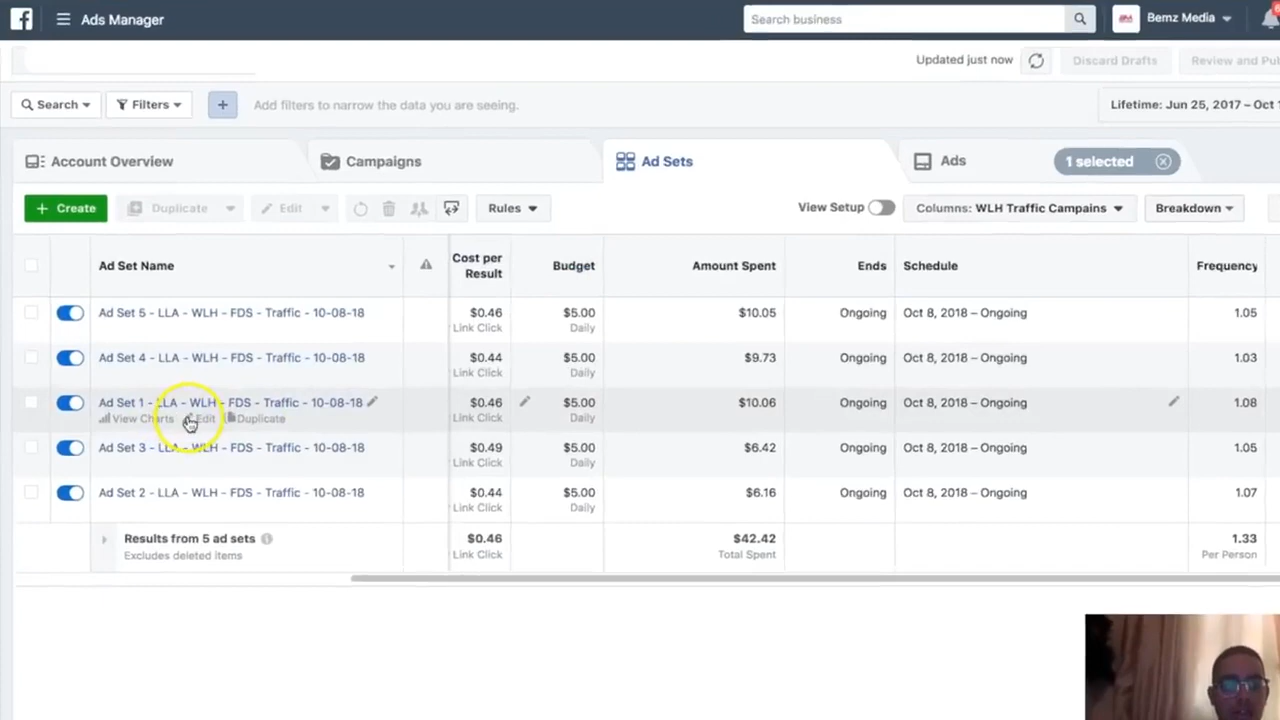 f Ads Manager
Search business
Bemz Media
Updated just now
Discard Drafts
Review and Pu
Search
Filters
+
Add filters to narrow the data you are seeing.
Lifetime: Jun 25, 2017 – Oct 1
Account Overview
Campaigns
Ad Sets
Ads
1 selected
+ Create
Duplicate
Edit
Rules
View Setup
Columns: WLH Traffic Campains
Breakdown
Ad Set Name
Cost per
Result
Budget
Amount Spent
Ends
Schedule
Frequency
Ad Set 5 - LLA - WLH - FDS - Traffic - 10-08-18 $0.46 $5.00 $10.05 Ongoing Oct 8, 2018 – Ongoing 1.05
Link Click Daily
Ad Set 4 - LLA - WLH - FDS - Traffic - 10-08-18 $0.44 $5.00 $9.73 Ongoing Oct 8, 2018 – Ongoing 1.03
Link Click Daily
Ad Set 1 - LLA - WLH - FDS - Traffic - 10-08-18 $0.46 $5.00 $10.06 Ongoing Oct 8, 2018 – Ongoing 1.08
View Charts Edit Duplicate Link Click Daily
Ad Set 3 - LLA - WLH - FDS - Traffic - 10-08-18 $0.49 $5.00 $6.42 Ongoing Oct 8, 2018 – Ongoing 1.05
Link Click Daily
Ad Set 2 - LLA - WLH - FDS - Traffic - 10-08-18 $0.44 $5.00 $6.16 Ongoing Oct 8, 2018 – Ongoing 1.07
Link Click Daily
Results from 5 ad sets $0.46 $42.42 1.33
Excludes deleted items Link Click Total Spent Per Person